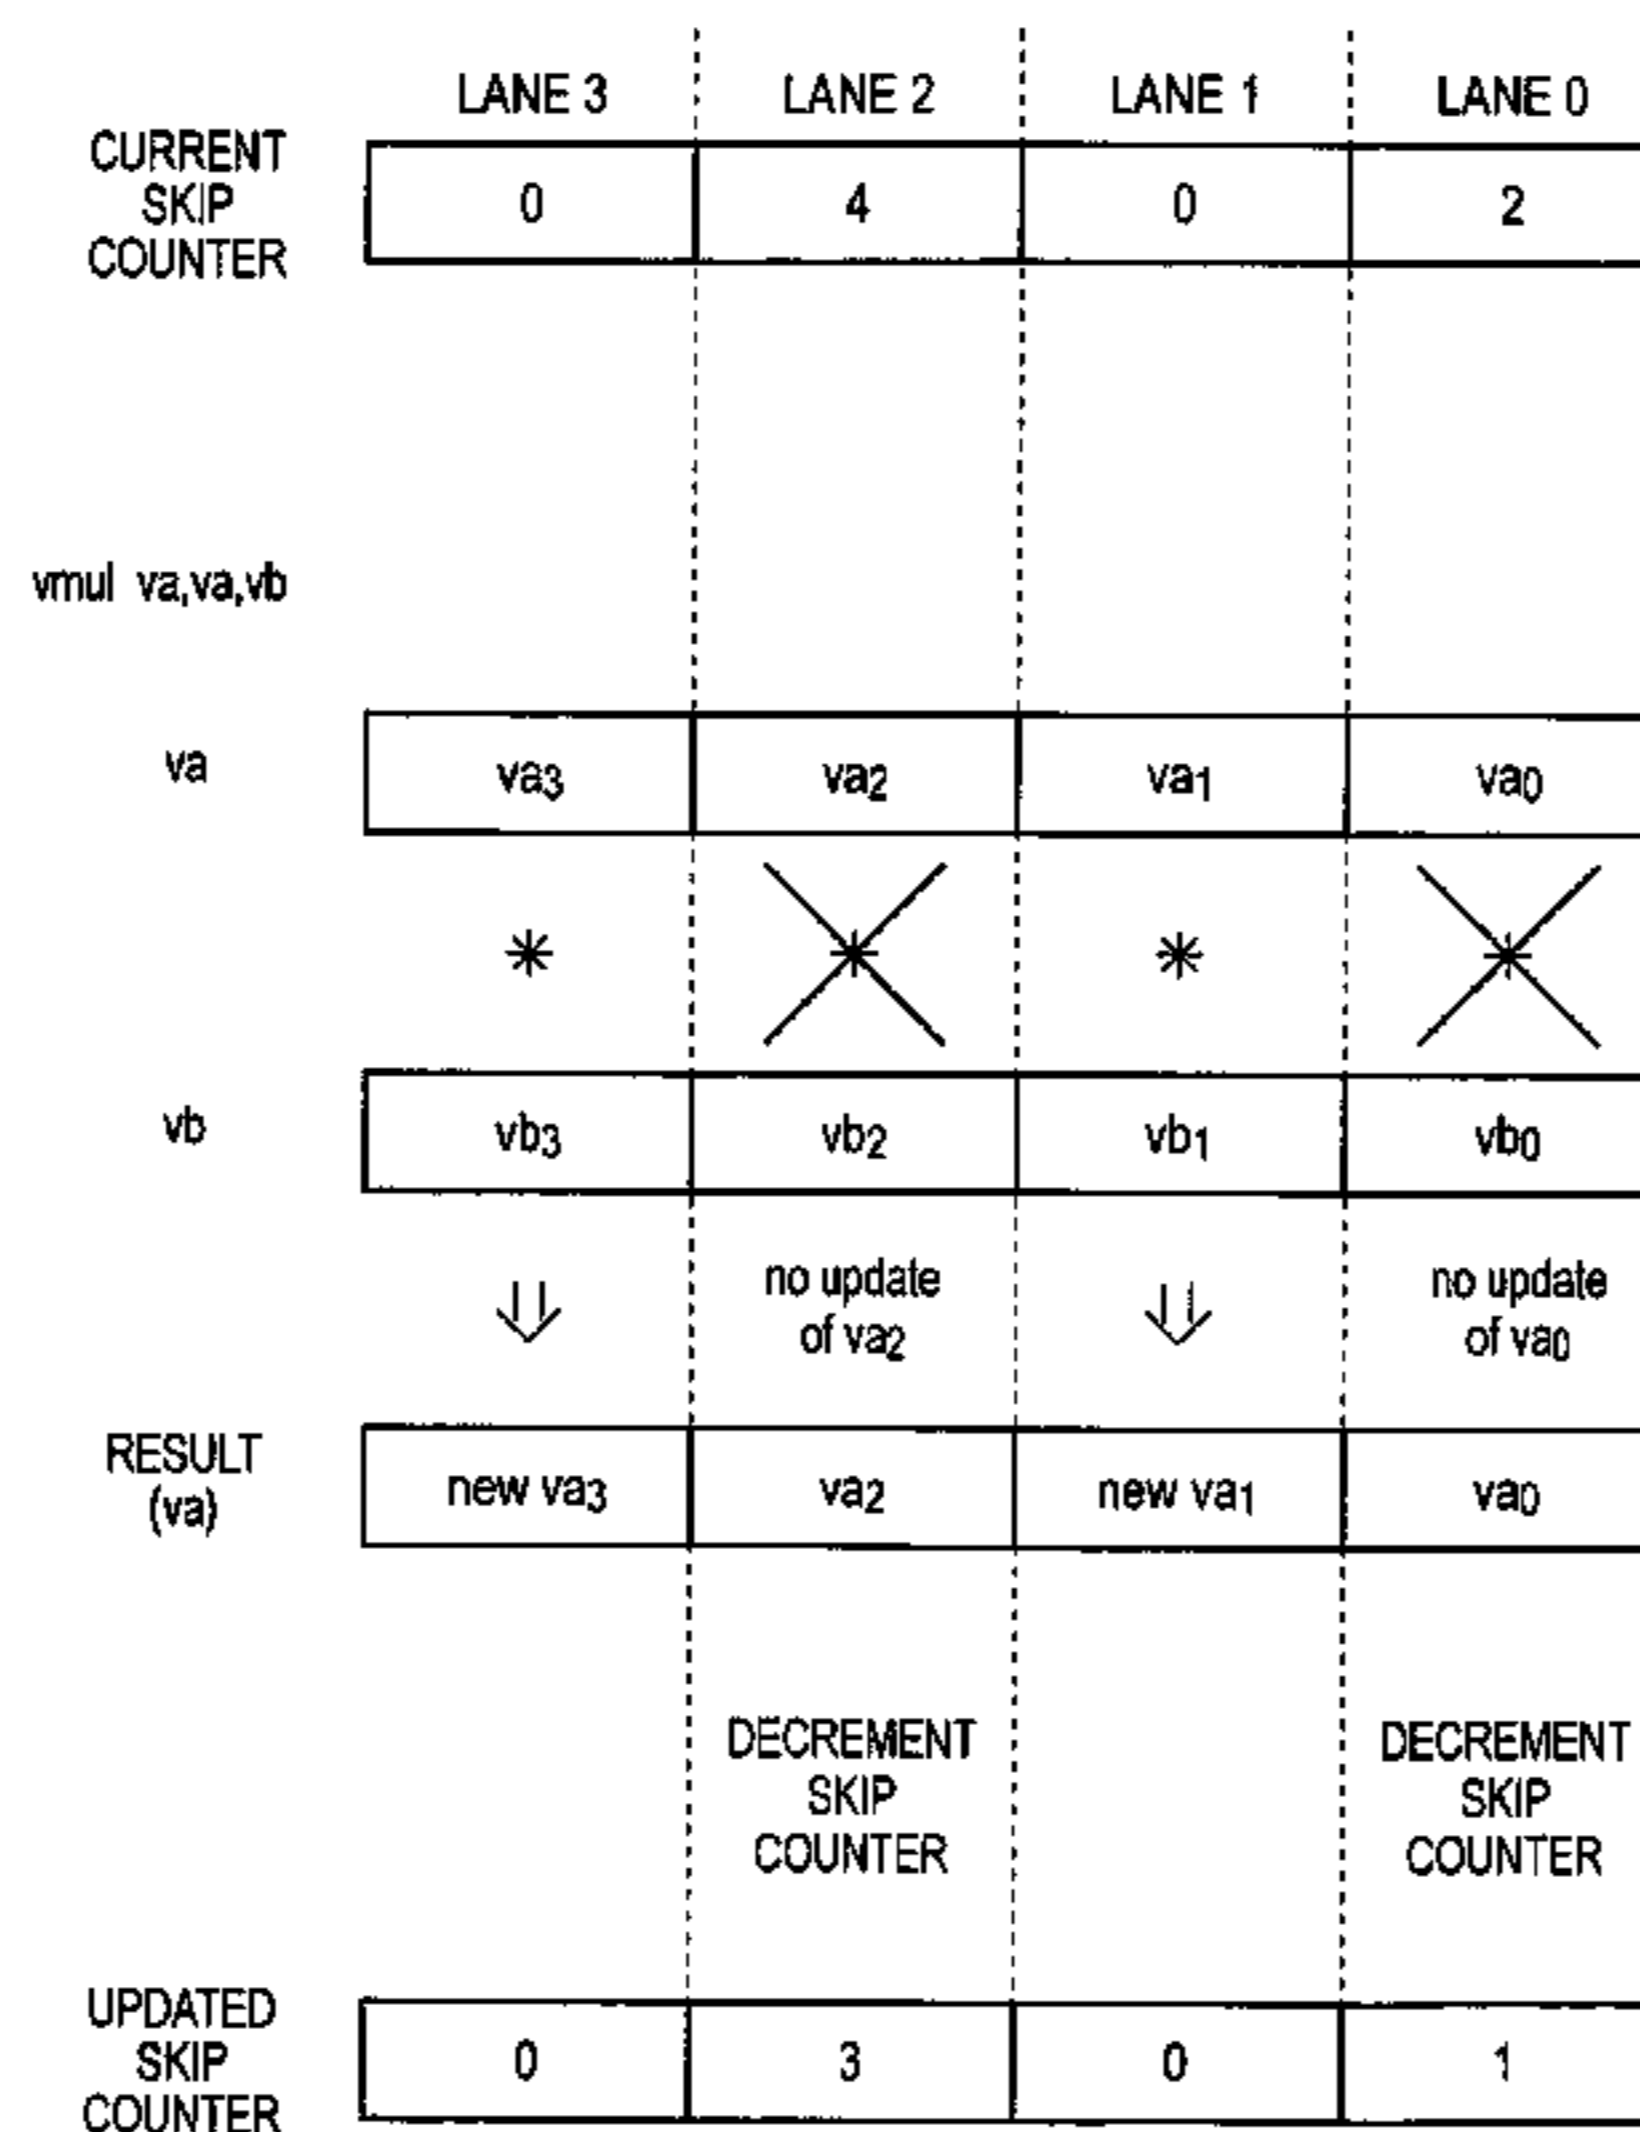 LANE 3 LANE 2 LANE 1 LANE 0
CURRENT
SKIP
COUNTER
0 4 0 2
vmul va,va,vb
va va3 va2 va1 va0
* * * *
vb vb3 vb2 vb1 vb0
no update
of va2
no update
of va0
RESULT
(va)
new va3 va2 new va1 va0
DECREMENT
SKIP
COUNTER
DECREMENT
SKIP
COUNTER
UPDATED
SKIP
COUNTER
0 3 0 1